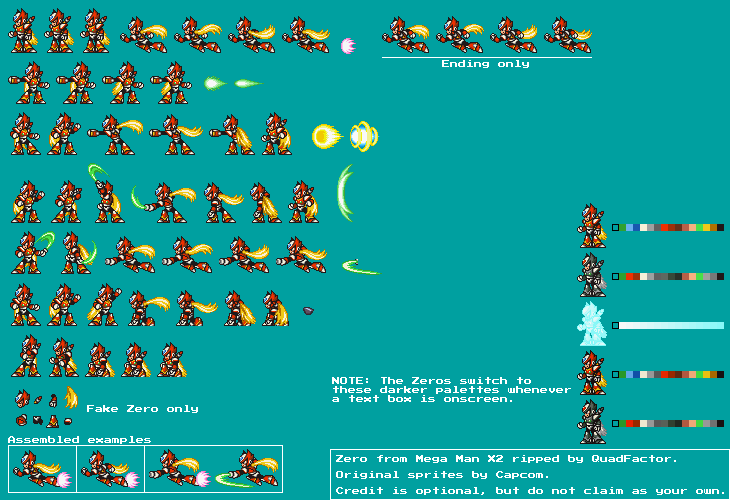 Ending only
NOTE: The Zeros switch to
these darker palettes whenever
a text box is onscreen.
Fake Zero only
Assembled examples
Zero from Mega Man X2 ripped by QuadFactor.
Original sprites by Capcom.
Credit is optional, but do not claim as your own.